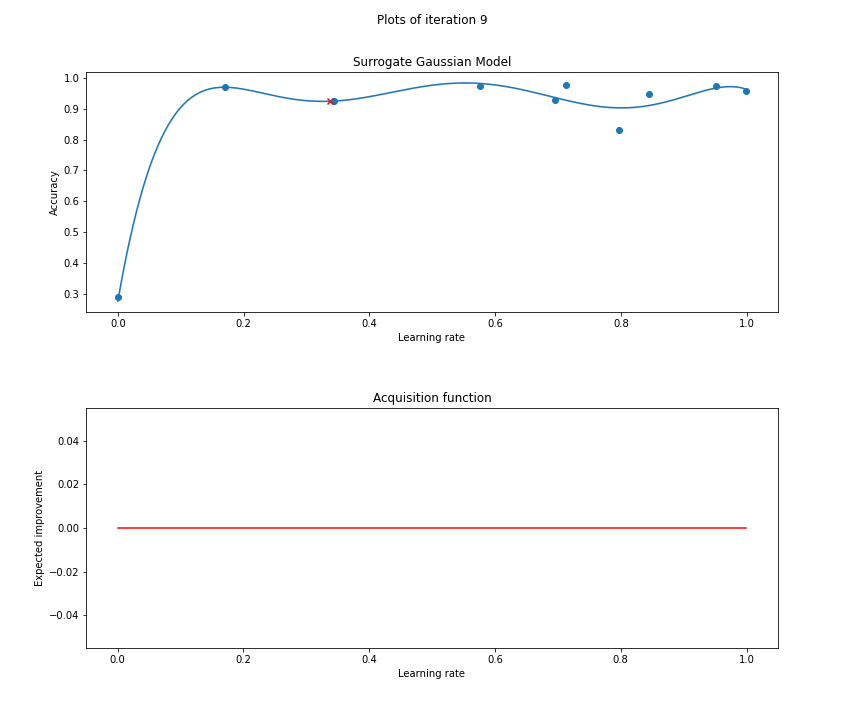 Plots of iteration 9
Surrogate Gaussian Model
1.0
0.9
0.8
0.7
0.6
0.5
0.4
0.3
Accuracy
0.0 0.2 0.4 0.6 0.8 1.0
Learning rate
Acquisition function
0.04
0.02
0.00
−0.02
−0.04
Expected improvement
0.0 0.2 0.4 0.6 0.8 1.0
Learning rate